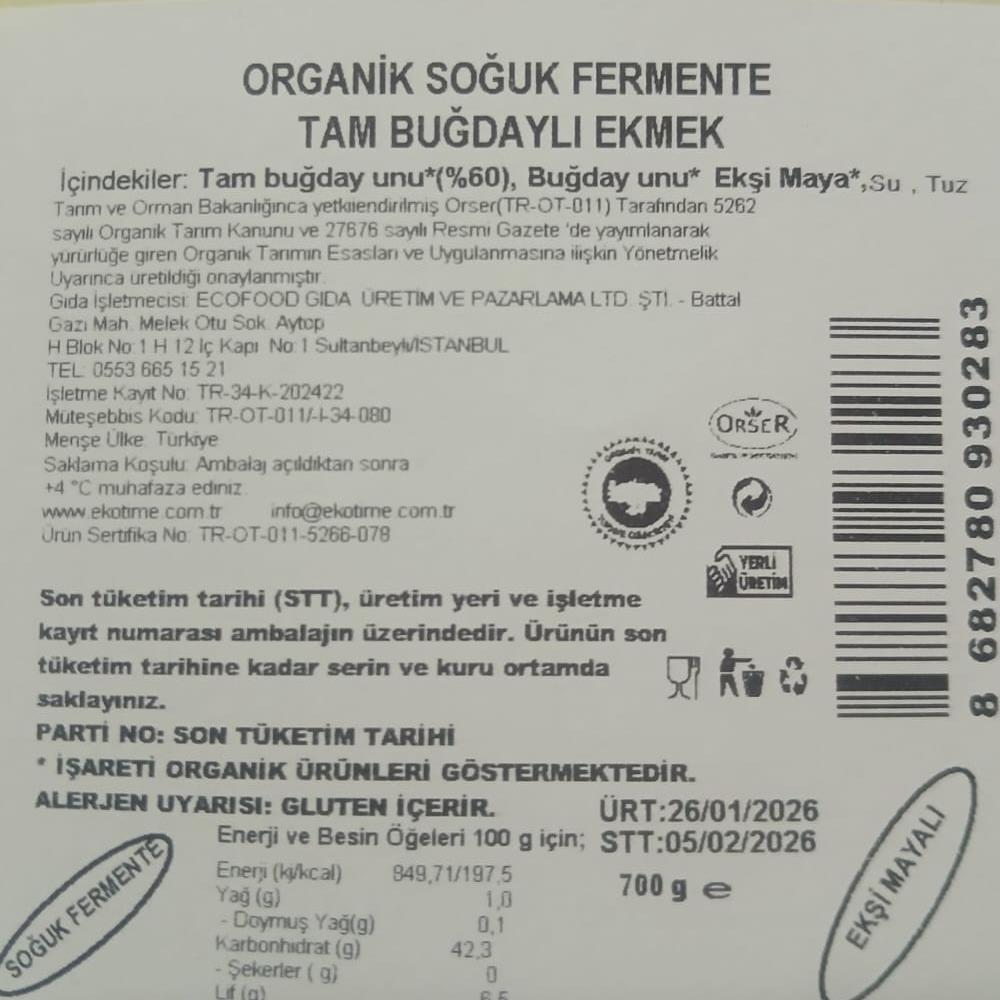 ORGANİK SOĞUK FERMENTE
TAM BUĞDAYLI EKMEK
İçindekiler: Tam buğday unu*(%60), Buğday unu* Ekşi Maya*,Su , Tuz
Tarım ve Orman Bakanlığınca yetkilendirilmiş Orser(TR-OT-011) Tarafından 5262
sayılı Organik Tarım Kanunu ve 27676 sayılı Resmi Gazete 'de yayımlanarak
yürürlüğe giren Organik Tarımın Esasları ve Uygulanmasına ilişkin Yönetmelik
Uyarınca üretildiği onaylanmıştır.
Gıda İşletmecisi: ECOFOOD GIDA ÜRETİM VE PAZARLAMA LTD. ŞTİ. - Battal
Gazi Mah. Melek Otu Sok. Aytop
H Blok No:1 H 12 İç Kapı No:1 Sultanbeyli/İSTANBUL
TEL: 0553 665 15 21
İşletme Kayıt No: TR-34-K-202422
Müteşebbis Kodu: TR-OT-011/-I-34-080
Menşe Ülke: Türkiye
Saklama Koşulu: Ambalaj açıldıktan sonra
+4 °C muhafaza ediniz.
www.ekotime.com.tr info@ekotime.com.tr
Ürün Sertifika No: TR-OT-011-5266-078
ORSER
YERLİ
ÜRETİM
8 682780 930283
Son tüketim tarihi (STT), üretim yeri ve işletme
kayıt numarası ambalajın üzerindedir. Ürünün son
tüketim tarihine kadar serin ve kuru ortamda
saklayınız.
PARTİ NO: SON TÜKETİM TARİHİ
* İŞARETİ ORGANİK ÜRÜNLERİ GÖSTERMEKTEDİR.
ALERJEN UYARISI: GLUTEN İÇERİR.
ÜRT:26/01/2026
Enerji ve Besin Öğeleri 100 g için;
STT:05/02/2026
700 g e
Enerji (kj/kcal) 849,71/197,5
Yağ (g) 1,0
- Doymuş Yağ(g) 0,1
Karbonhidrat (g) 42,3
- Şekerler ( g) 0
Lif (g) 6,5
SOĞUK FERMENTE
EKŞİ MAYALI